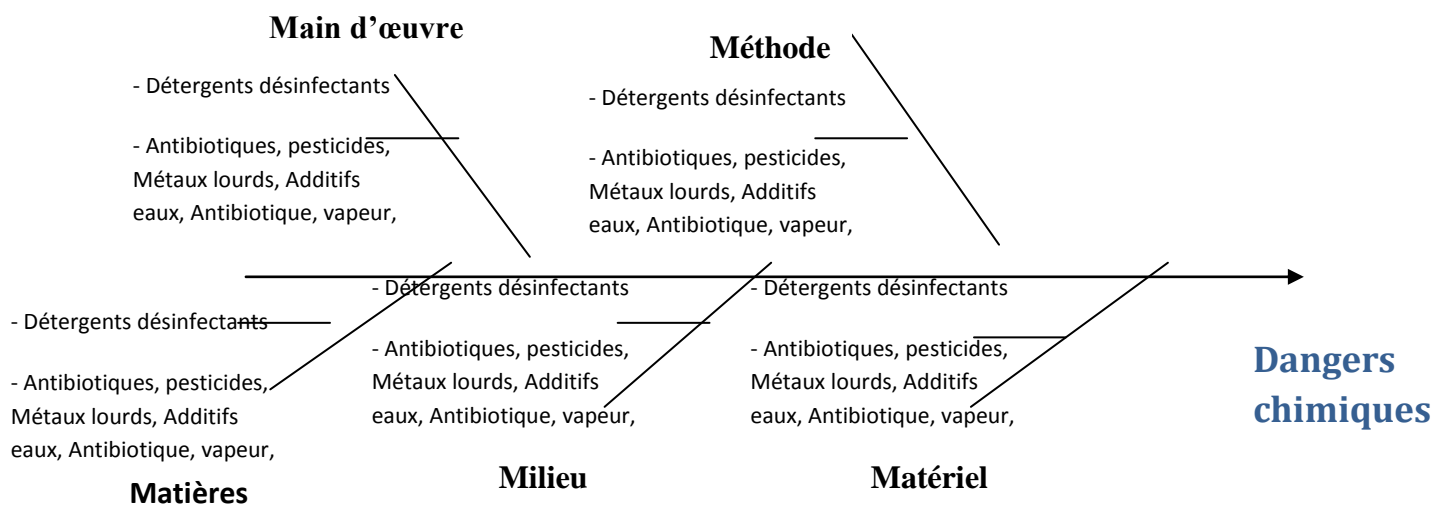 Main d’œuvre
- Détergents désinfectants
- Antibiotiques, pesticides,
Métaux lourds, Additifs
eaux, Antibiotique, vapeur,
Méthode
- Détergents désinfectants
- Antibiotiques, pesticides,
Métaux lourds, Additifs
eaux, Antibiotique, vapeur,
- Détergents désinfectants
- Antibiotiques, pesticides,
Métaux lourds, Additifs
eaux, Antibiotique, vapeur,
Matières
- Détergents désinfectants
- Antibiotiques, pesticides,
Métaux lourds, Additifs
eaux, Antibiotique, vapeur,
Milieu
- Détergents désinfectants
- Antibiotiques, pesticides,
Métaux lourds, Additifs
eaux, Antibiotique, vapeur,
Matériel
Dangers
chimiques